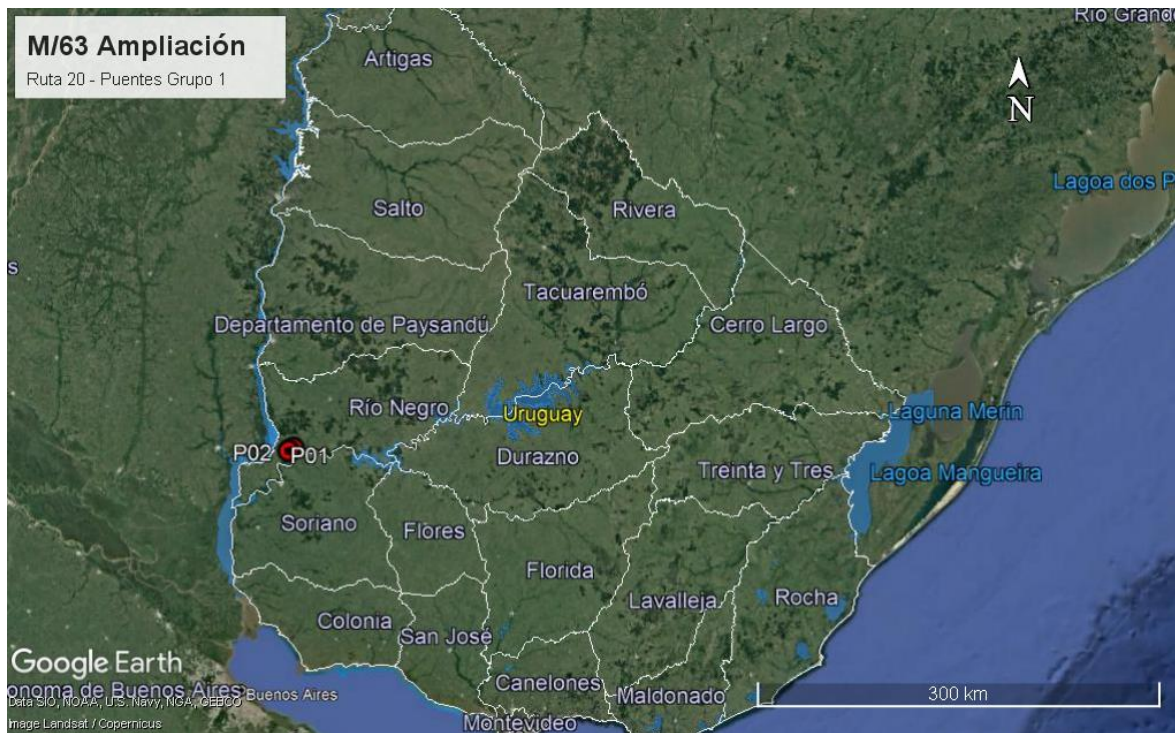 M/63 Ampliación
Ruta 20 - Puentes Grupo 1
Rio Grand
Artigas
N
Lagoa dos P
Salto
Rivera
s
Tacuarembó
Departamento de Paysandú
Cerro Largo
Río Negro
Uruguay
Laguna Merin
P02
P01
Durazno
Treinta y Tres
Lagoa Mangueira
Soriano
Flores
Florida
Lavalleja
Rocha
Colonia
San José
Google Earth
Canelones
Maldonado
300 km
onoma de Buenos Aires
Buenos Aires
Data SIO, NOAA, U.S. Navy, NGA, GEBCO
Montevideo
Image Landsat / Copernicus